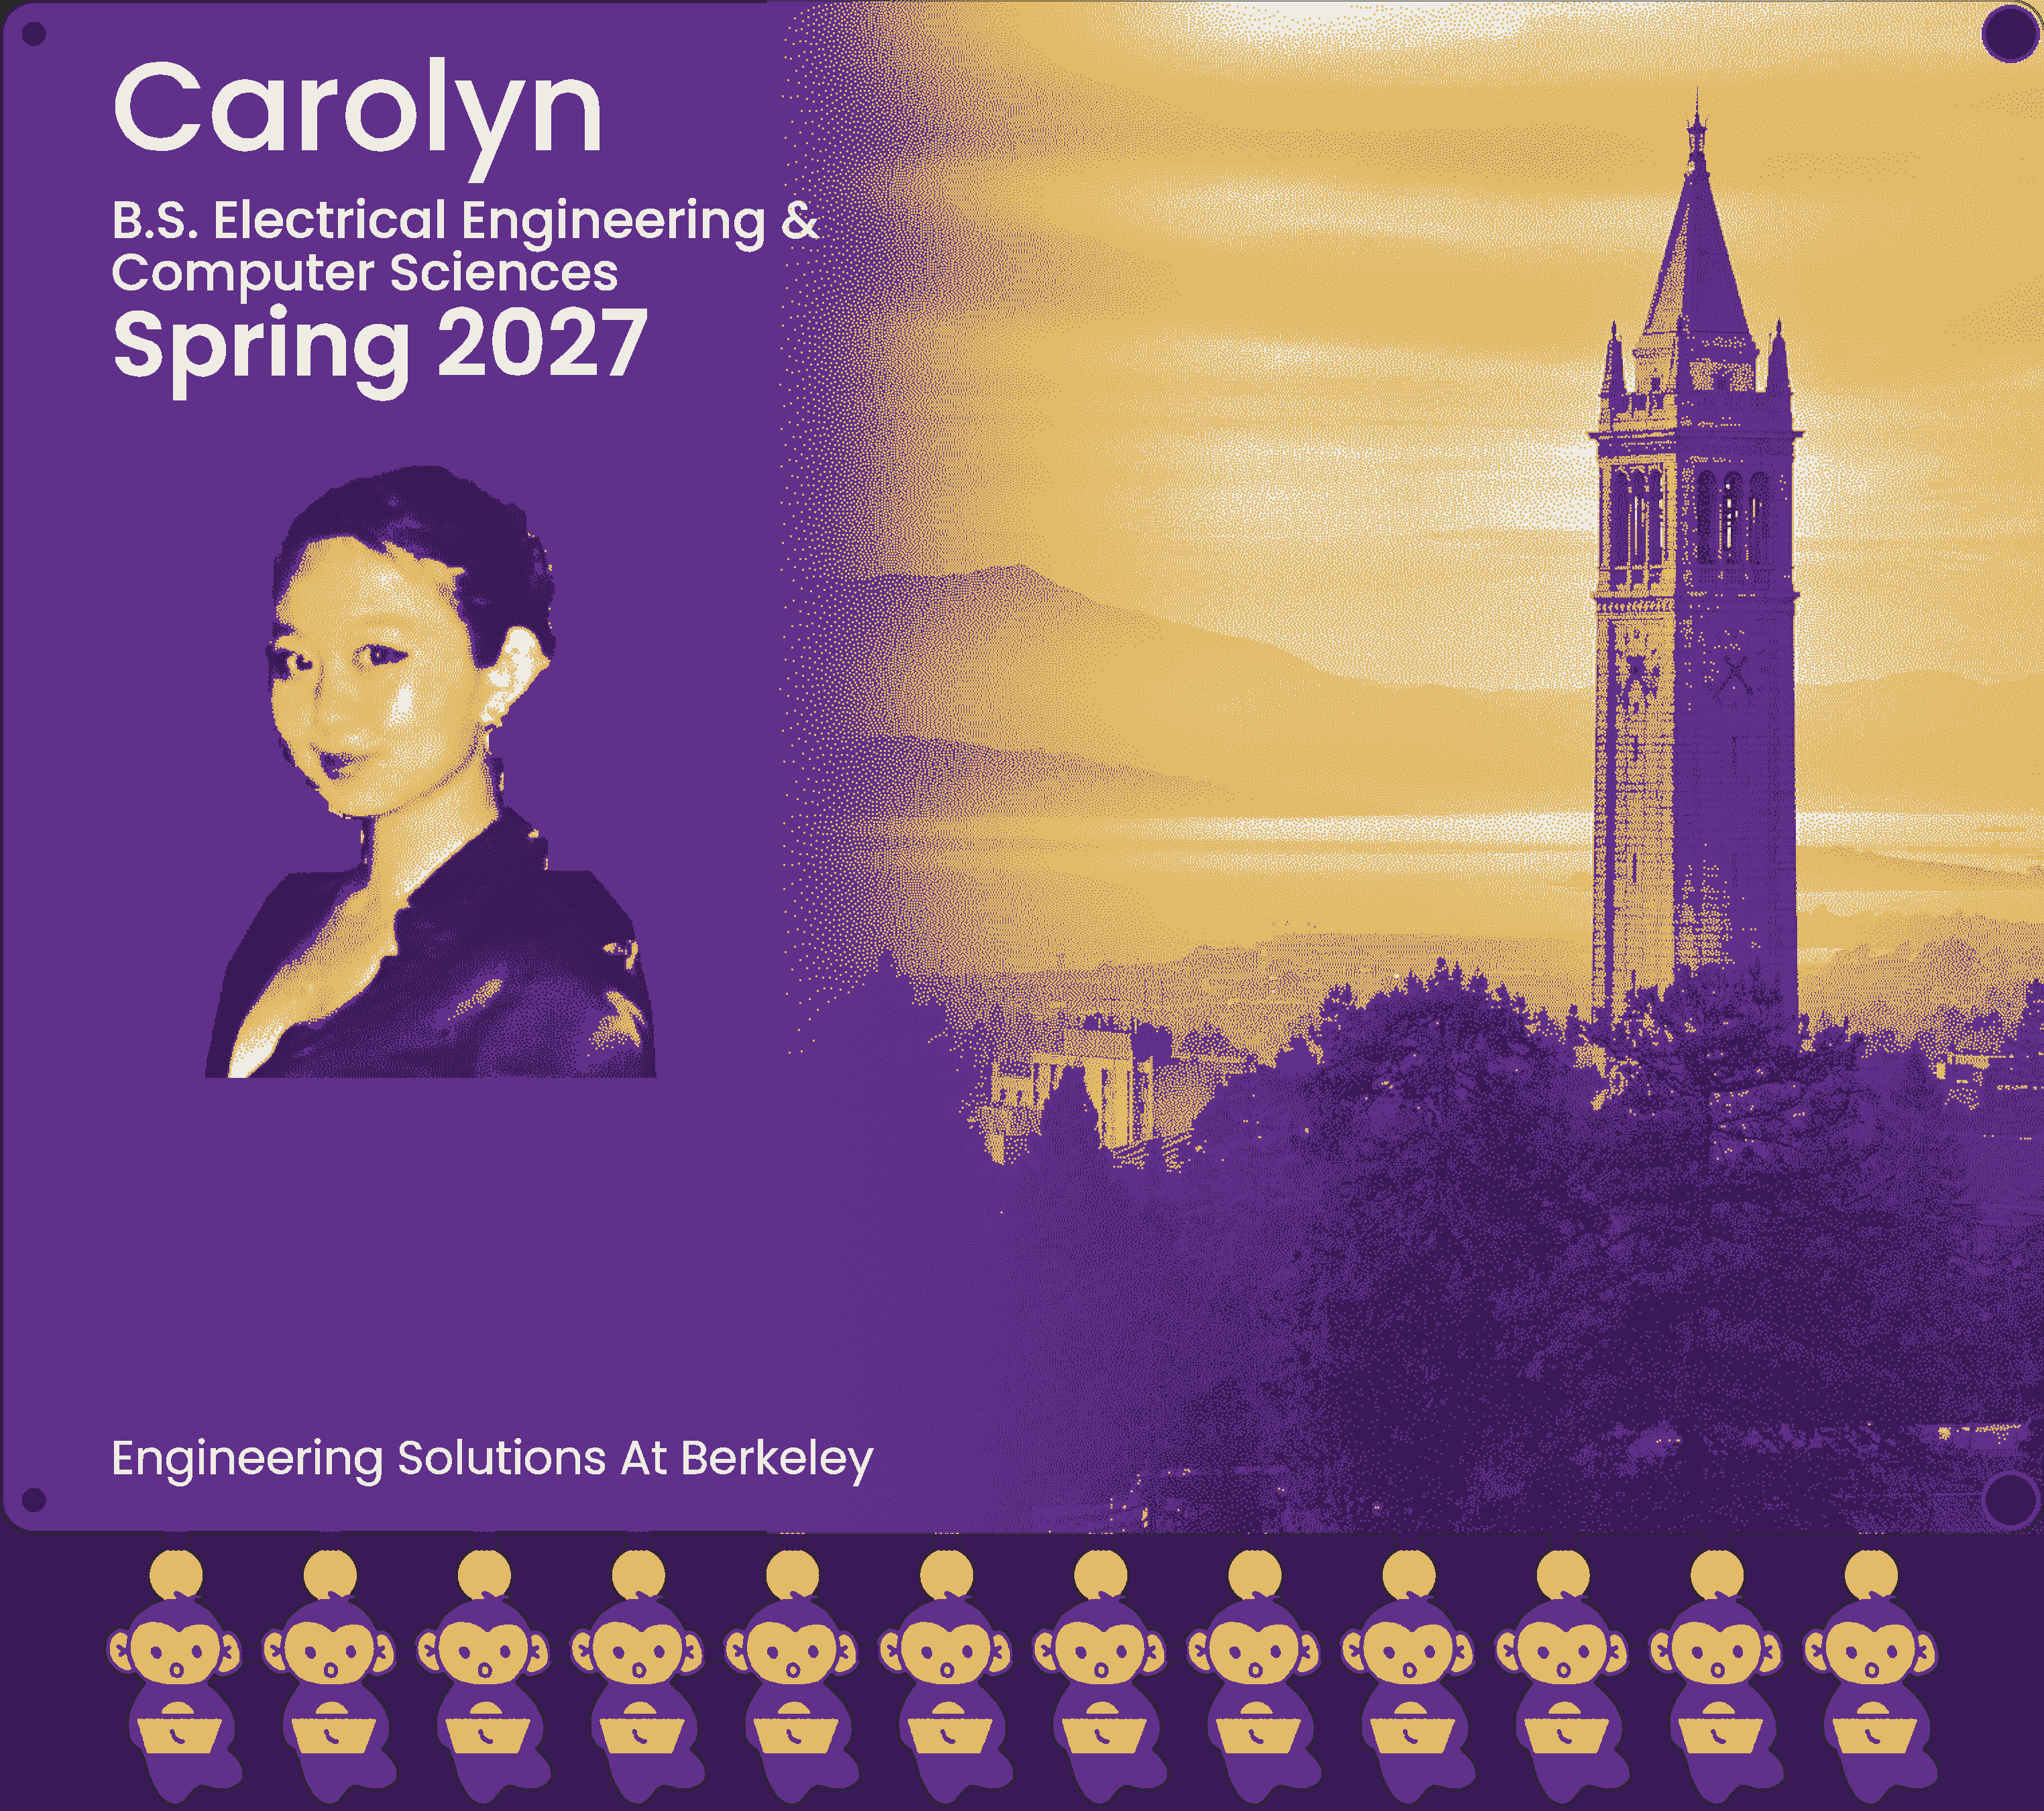 Carolyn
B.S. Electrical Engineering &
Computer Sciences
Spring 2027
Engineering Solutions At Berkeley